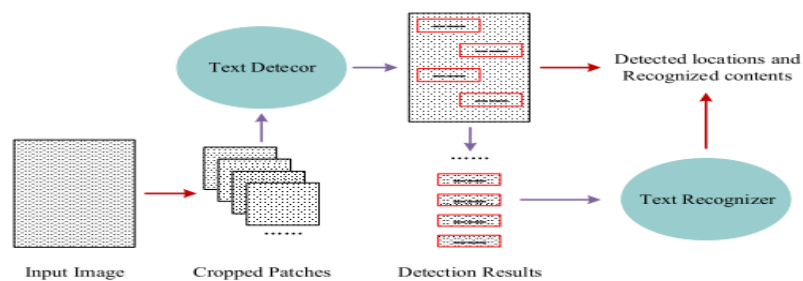 Text Detecor
Detected locations and
Recognized contents
Text Recognizer
Input Image
Cropped Patches
Detection Results